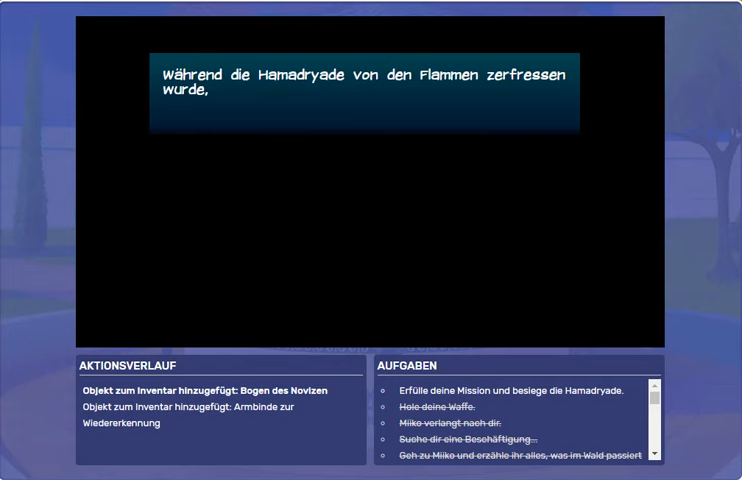 Während die Hamadryade von den Flammen zerfressen
wurde,
AKTIONSVERLAUF
Objekt zum Inventar hinzugefügt: Bogen des Novizen
Objekt zum Inventar hinzugefügt: Armbinde zur
Wiedererkennung
AUFGABEN
Erfülle deine Mission und besiege die Hamadryade.
Hole deine Waffe.
Miiko verlangt nach dir.
Suche dir eine Beschäftigung...
Geh zu Miiko und erzähle ihr alles, was im Wald passiert